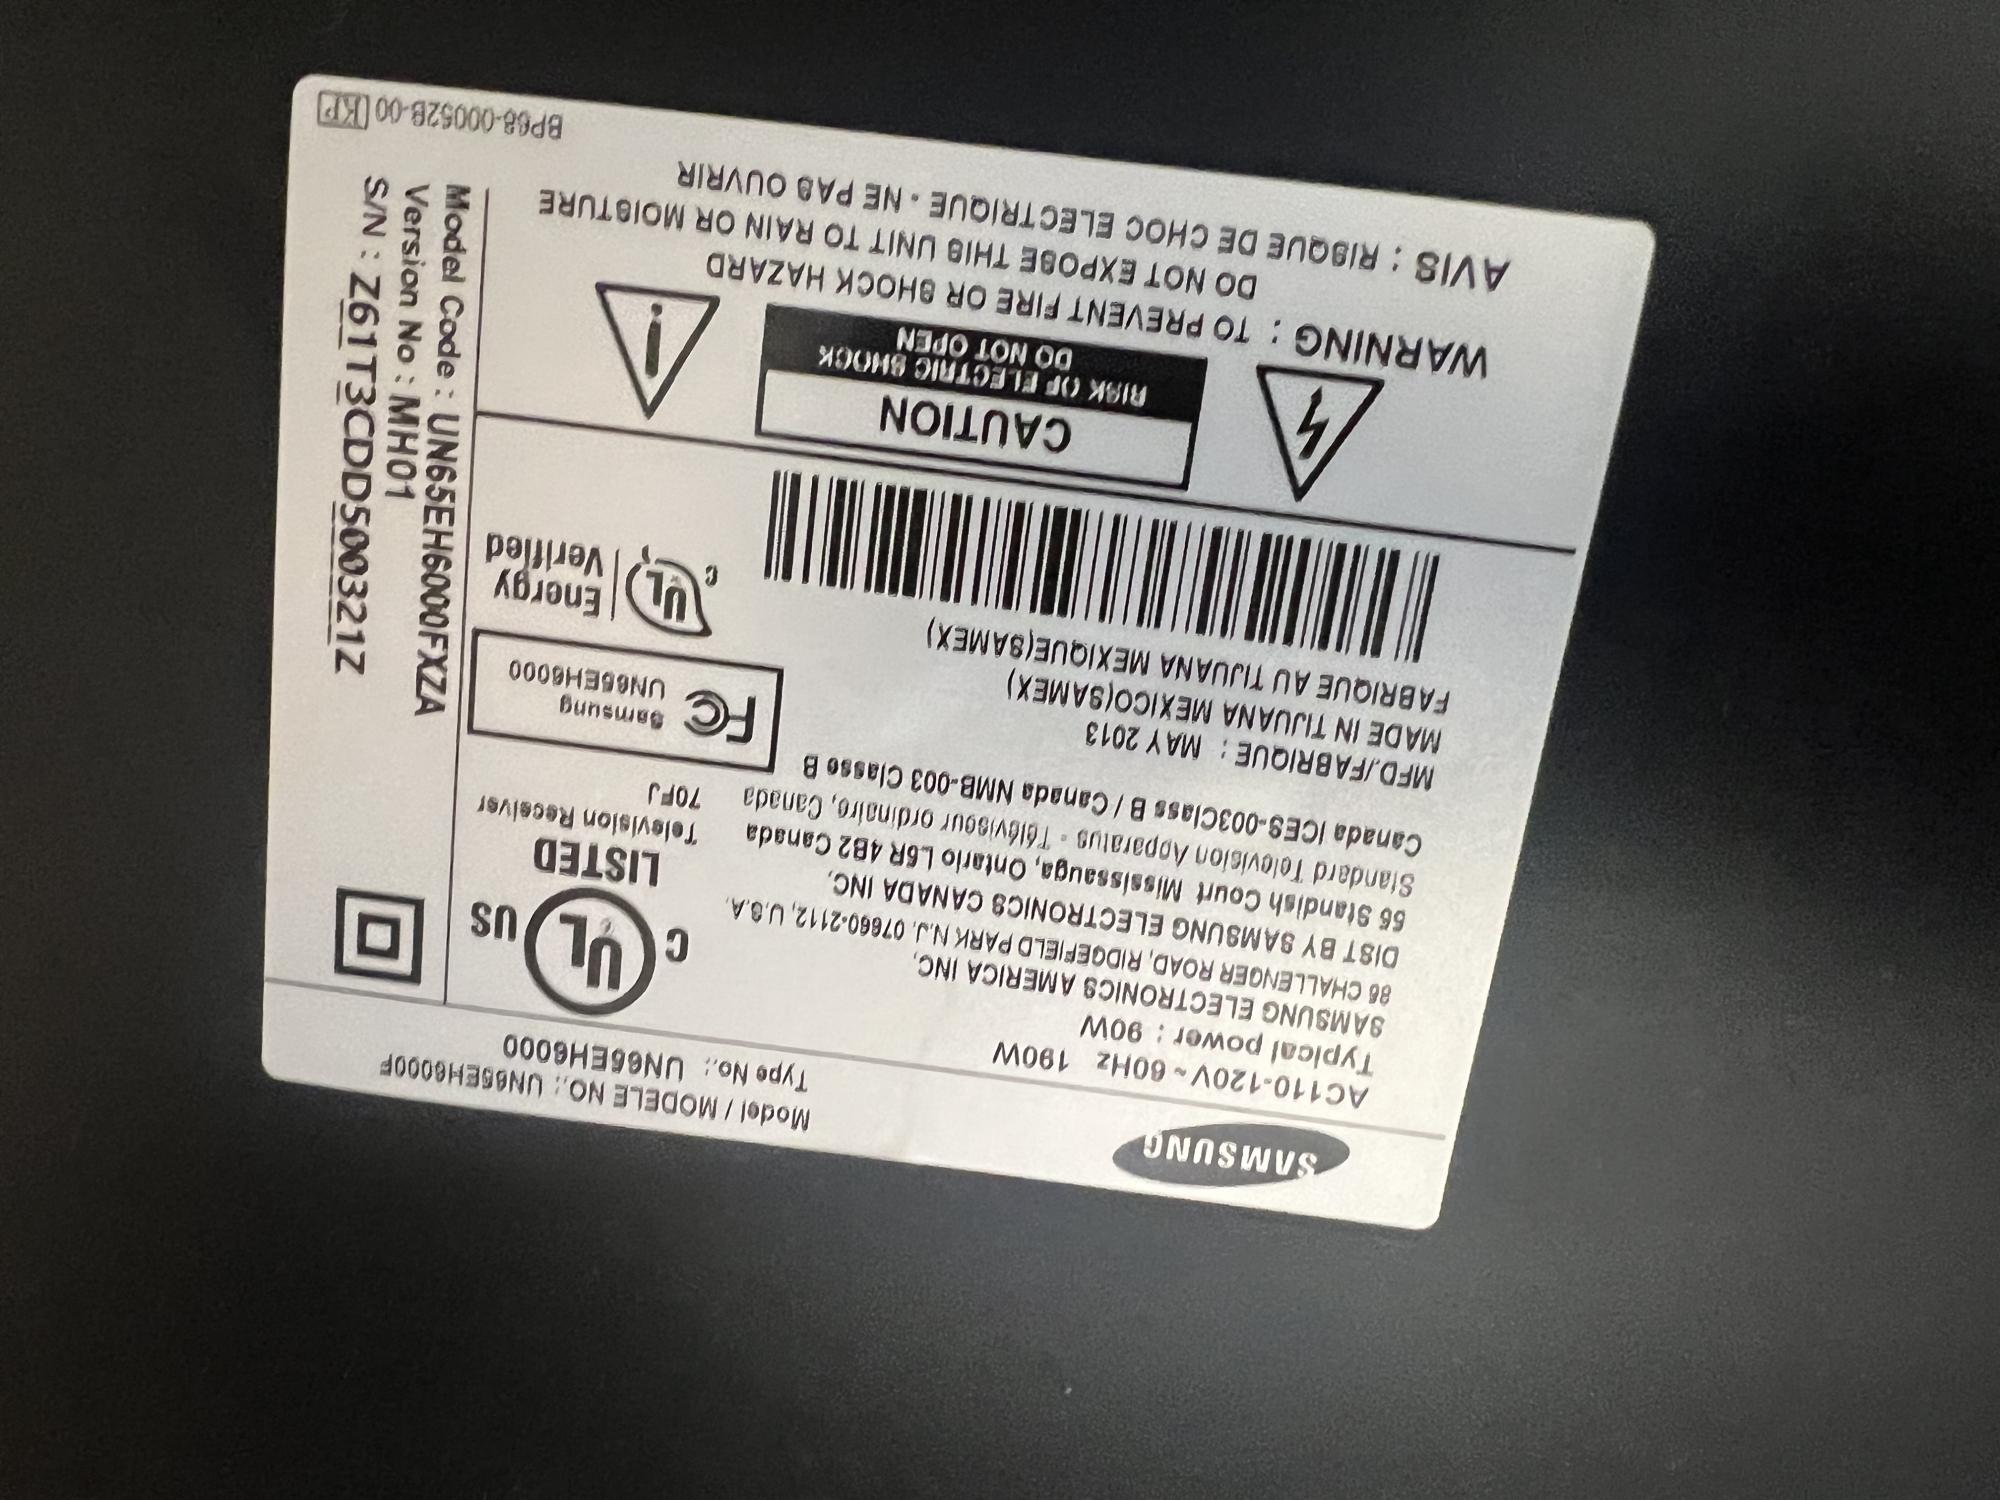 SAMSUNG
Model / MODELE NO.: UN65EH6000F
Type No.: UN65EH6000
AC110-120V ~ 60Hz 190W
Typical power : 90W
SAMSUNG ELECTRONICS AMERICA INC.
85 CHALLENGER ROAD, RIDGEFIELD PARK N.J. 07660-2112, U.S.A.
DIST BY SAMSUNG ELECTRONICS CANADA INC.
55 Standish Court Mississauga, Ontario L5R 4B2 Canada
Standard Television Apparatus - Téléviseur ordinaire, Canada
Canada ICES-003Class B / Canada NMB-003 Classe B
MFD./FABRIQUE : MAY 2013
MADE IN TIJUANA MEXICO(SAMEX)
FABRIQUE AU TIJUANA MEXIQUE(SAMEX)
C UL US
LISTED
Television Receiver
70FJ
FC Samsung
UN65EH6000
C UL Energy
Verified
CAUTION
RISK OF ELECTRIC SHOCK
DO NOT OPEN
WARNING : TO PREVENT FIRE OR SHOCK HAZARD
DO NOT EXPOSE THIS UNIT TO RAIN OR MOISTURE
AVIS : RISQUE DE CHOC ELECTRIQUE - NE PAS OUVRIR
Model Code : UN65EH6000FXZA
Version No : MH01
S/N : Z61T3CDD500321Z
BP68-00052B-00 KP